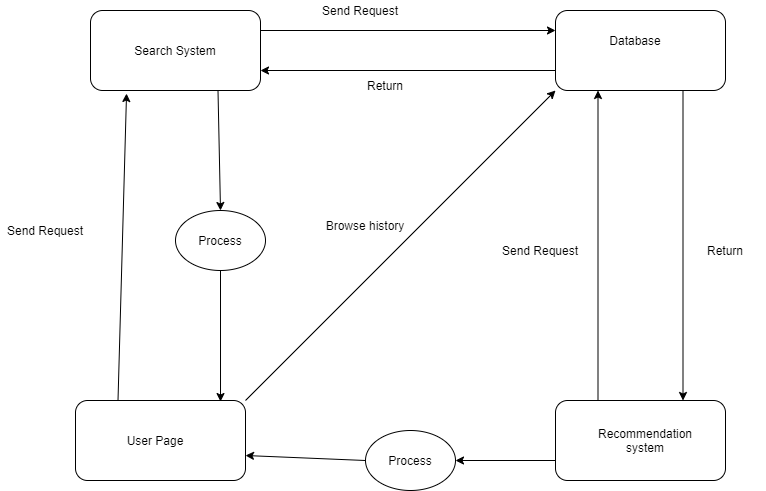 Send Request
Search System
Database
Return
Send Request
Process
Browse history
Send Request
Return
User Page
Process
Recommendation
system